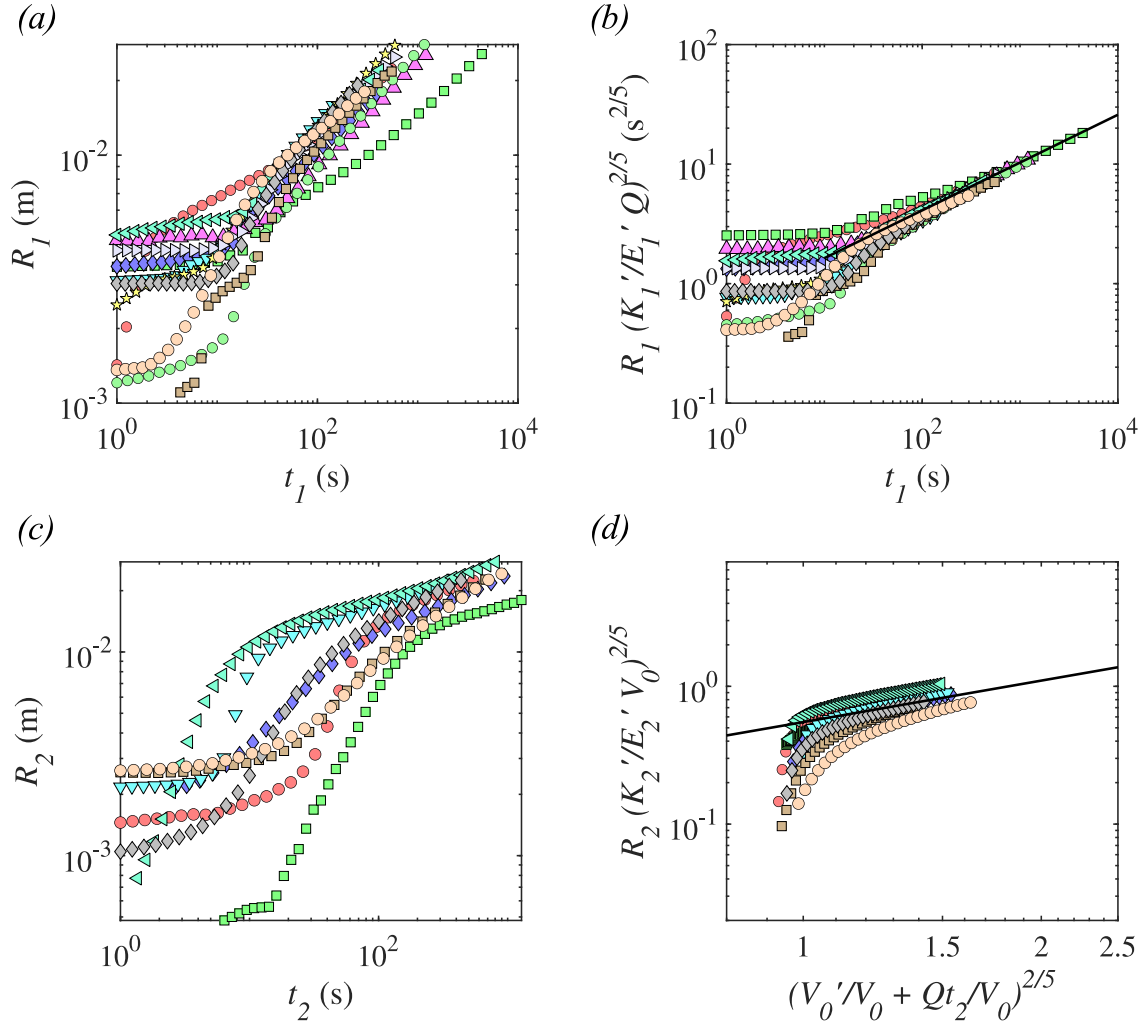 (a)
10^-2
10^-3
R_1 (m)
10^0
10^2
10^4
t_1 (s)
(b)
10^2
10^1
10^0
10^-1
R_1 (K_1'/E_1' Q)^2/5 (s^2/5)
10^0
10^2
10^4
t_1 (s)
(c)
10^-2
10^-3
R_2 (m)
10^0
10^2
t_2 (s)
(d)
10^0
10^-1
R_2 (K_2'/E_2' V_0)^2/5
1
1.5
2
2.5
(V_0'/V_0 + Qt_2/V_0)^2/5